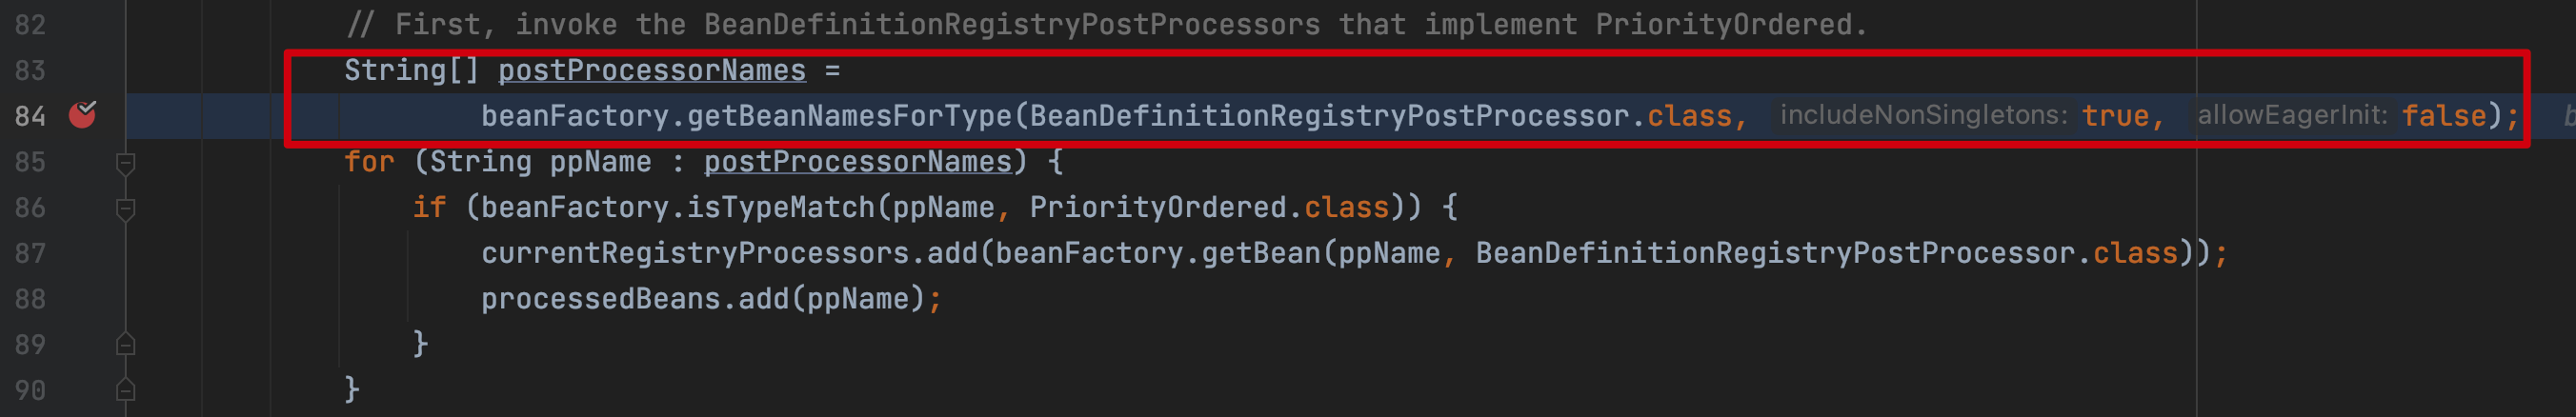 82 // First, invoke the BeanDefinitionRegistryPostProcessors that implement PriorityOrdered.
83 String[] postProcessorNames =
84 beanFactory.getBeanNamesForType(BeanDefinitionRegistryPostProcessor.class, includeNonSingletons: true, allowEagerInit: false);
85 for (String ppName : postProcessorNames) {
86 if (beanFactory.isTypeMatch(ppName, PriorityOrdered.class)) {
87 currentRegistryProcessors.add(beanFactory.getBean(ppName, BeanDefinitionRegistryPostProcessor.class));
88 processedBeans.add(ppName);
89 }
90 }